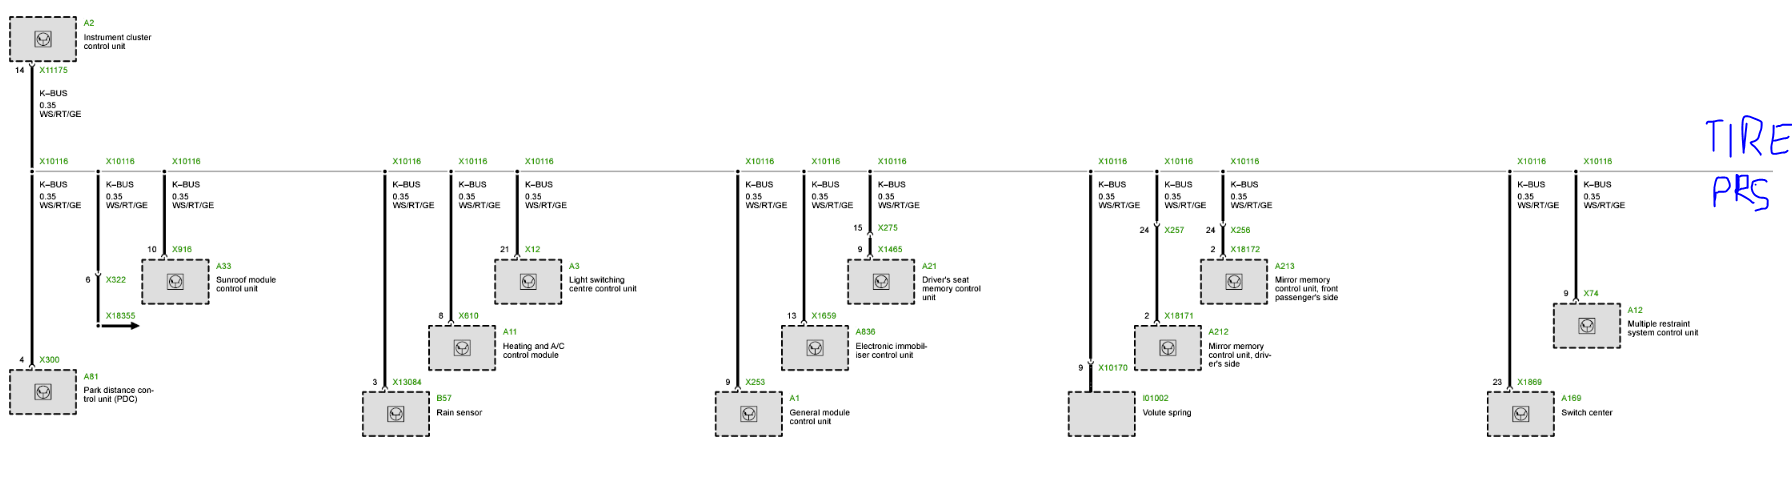 A2
Instrument cluster
control unit
14 X11175
K–BUS
0.35
WS/RT/GE
X10116 X10116 X10116 X10116 X10116 X10116 X10116 X10116 X10116 X10116 X10116 X10116 X10116 X10116
TIRE
PRS
K–BUS K–BUS K–BUS K–BUS K–BUS K–BUS K–BUS K–BUS K–BUS K–BUS K–BUS K–BUS K–BUS K–BUS
0.35 0.35 0.35 0.35 0.35 0.35 0.35 0.35 0.35 0.35 0.35 0.35 0.35 0.35
WS/RT/GE WS/RT/GE WS/RT/GE WS/RT/GE WS/RT/GE WS/RT/GE WS/RT/GE WS/RT/GE WS/RT/GE WS/RT/GE WS/RT/GE WS/RT/GE WS/RT/GE WS/RT/GE
10 X916
A33
Sunroof module
control unit
6 X322
X18355
4 X300
A81
Park distance con-
trol unit (PDC)
21 X12
A3
Light switching
centre control unit
8 X610
A11
Heating and A/C
control module
3 X13084
B57
Rain sensor
15 X275
9 X1465
A21
Driver's seat
memory control
unit
13 X1659
A836
Electronic immobil-
iser control unit
9 X253
A1
General module
control unit
24 X257
24 X256
2 X18172
A213
Mirror memory
control unit, front
passenger's side
2 X18171
A212
Mirror memory
control unit, driv-
er's side
9 X10170
I01002
Volute spring
9 X74
A12
Multiple restraint
system control unit
23 X1869
A169
Switch center